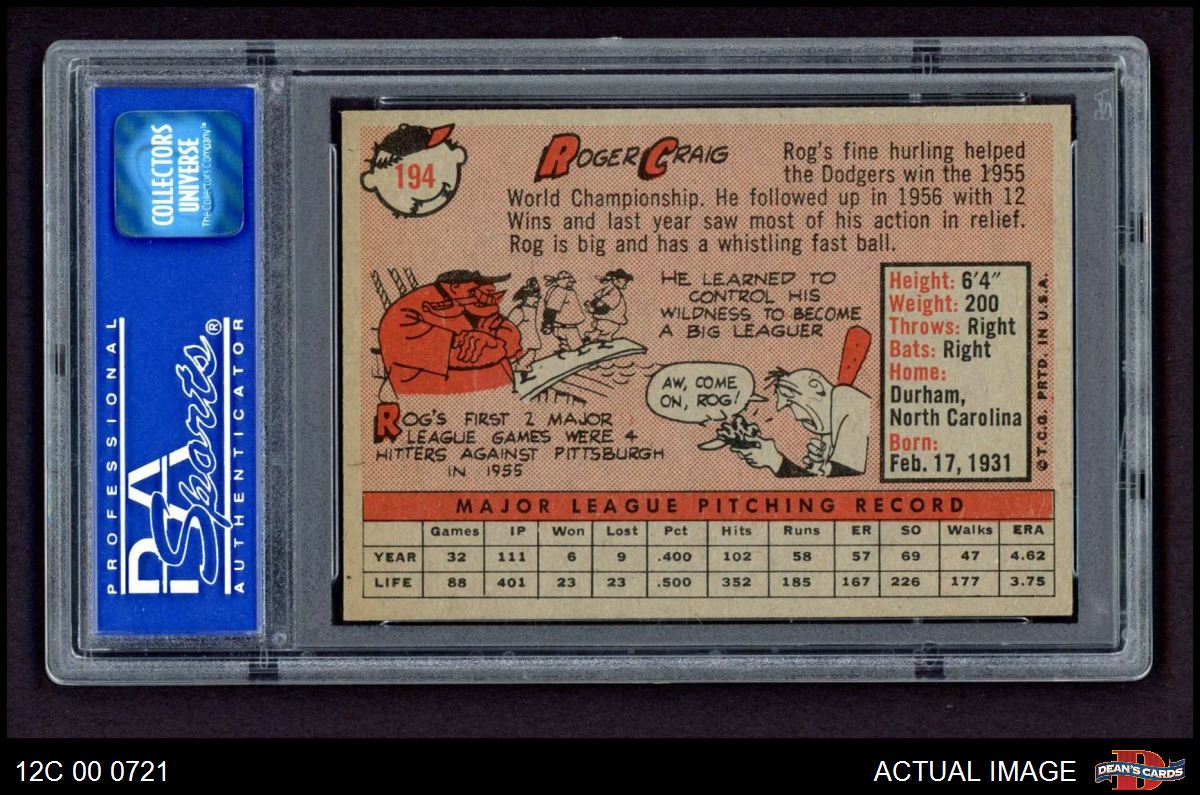 COLLECTORS
UNIVERSE
The Collectors Company™
PROFESSIONAL
PSA
Sports®
AUTHENTICATOR
194
ROGER CRAIG
Rog's fine hurling helped
the Dodgers win the 1955
World Championship. He followed up in 1956 with 12
Wins and last year saw most of his action in relief.
Rog is big and has a whistling fast ball.
HE LEARNED TO
CONTROL HIS
WILDNESS TO BECOME
A BIG LEAGUER
AW, COME
ON, ROG!
ROG'S FIRST 2 MAJOR
LEAGUE GAMES WERE 4
HITTERS AGAINST PITTSBURGH
IN 1955
Height: 6'4"
Weight: 200
Throws: Right
Bats: Right
Home:
Durham,
North Carolina
Born:
Feb. 17, 1931
©T.C.G. PRTD. IN U.S.A.
MAJOR LEAGUE PITCHING RECORD
Games IP Won Lost Pct Hits Runs ER SO Walks ERA
YEAR 32 111 6 9 .400 102 58 57 69 47 4.62
LIFE 88 401 23 23 .500 352 185 167 226 177 3.75
PSA
12C 00 0721
ACTUAL IMAGE
D
DEAN'S CARDS